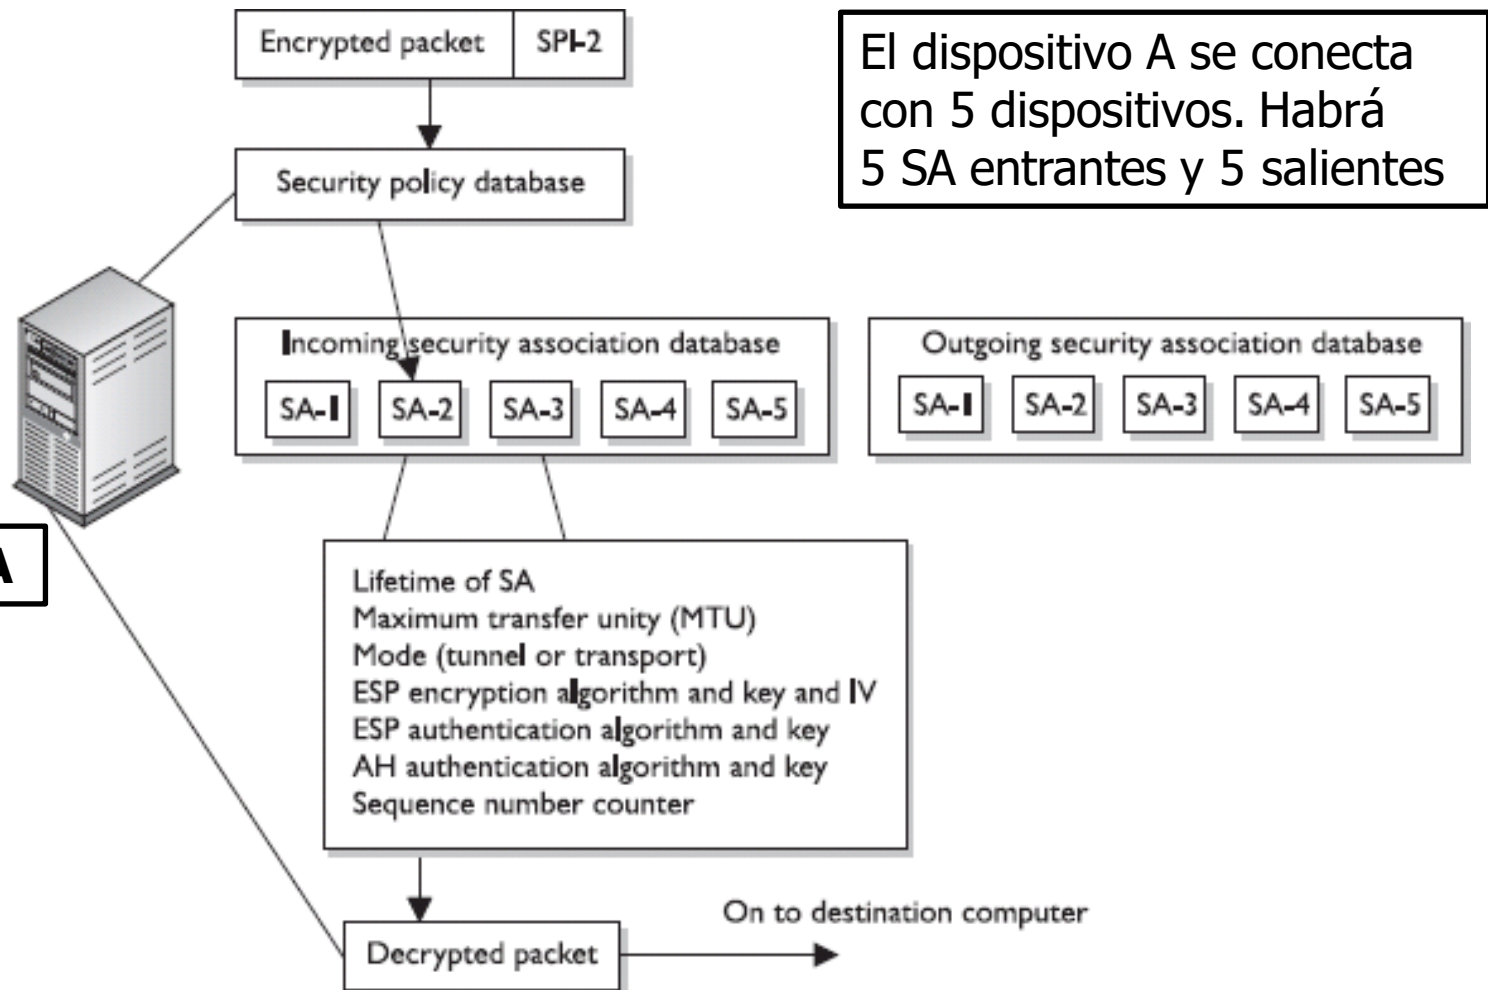 Encrypted packet SPI-2
El dispositivo A se conecta
con 5 dispositivos. Habrá
5 SA entrantes y 5 salientes
Security policy database
Incoming security association database
SA-1 SA-2 SA-3 SA-4 SA-5
Outgoing security association database
SA-1 SA-2 SA-3 SA-4 SA-5
A
Lifetime of SA
Maximum transfer unity (MTU)
Mode (tunnel or transport)
ESP encryption algorithm and key and IV
ESP authentication algorithm and key
AH authentication algorithm and key
Sequence number counter
On to destination computer
Decrypted packet